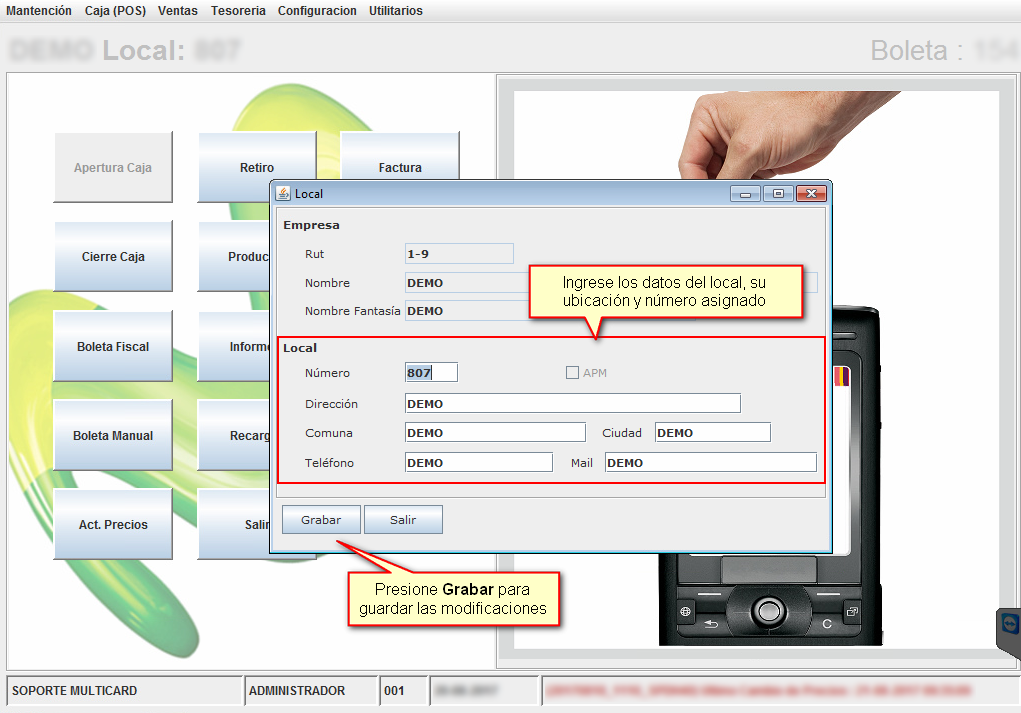 Mantención Caja (POS) Ventas Tesoreria Configuracion Utilitarios
DEMO Local: 807 Boleta : 154
Apertura Caja Retiro Factura
Cierre Caja Produc
Boleta Fiscal Inform
Boleta Manual Recarg
Act. Precios Salir
Local
Empresa
Rut 1-9
Nombre DEMO
Nombre Fantasía DEMO
Ingrese los datos del local, su
ubicación y número asignado
Local
Número 807 APM
Dirección DEMO
Comuna DEMO Ciudad DEMO
Teléfono DEMO Mail DEMO
Grabar Salir
Presione Grabar para
guardar las modificaciones
C
SOPORTE MULTICARD ADMINISTRADOR 001